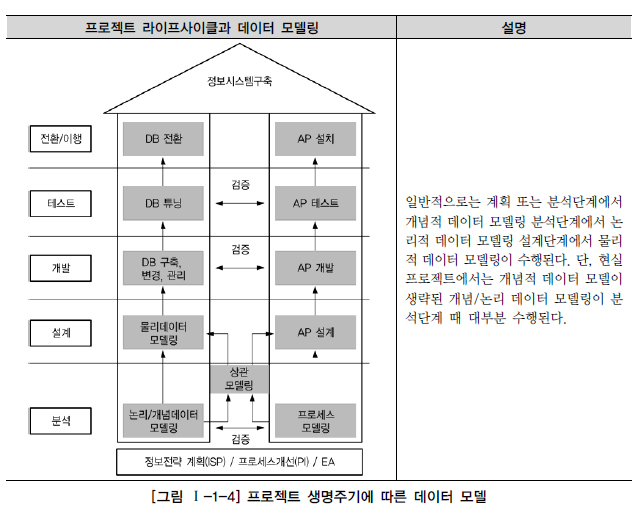 프로젝트 라이프사이클과 데이터 모델링
설명
정보시스템구축
전환/이행
DB 전환
AP 설치
테스트
DB 튜닝
검증
AP 테스트
개발
DB 구축,
변경, 관리
검증
AP 개발
설계
물리데이터
모델링
AP 설계
상관
모델링
분석
논리/개념데이터
모델링
검증
프로세스
모델링
정보전략 계획(ISP) / 프로세스개선(PI) / EA
일반적으로는 계획 또는 분석단계에서
개념적 데이터 모델링 분석단계에서 논
리적 데이터 모델링 설계단계에서 물리
적 데이터 모델링이 수행된다. 단, 현실
프로젝트에서는 개념적 데이터 모델이
생략된 개념/논리 데이터 모델링이 분
석단계 때 대부분 수행된다.
[그림 Ⅰ-1-4] 프로젝트 생명주기에 따른 데이터 모델